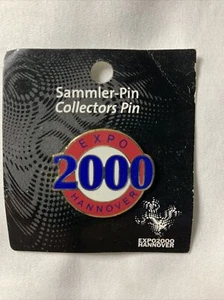 Sammler-Pin
Collectors Pin
EXPO
2000
HANNOVER
EXPO2000
HANNOVER